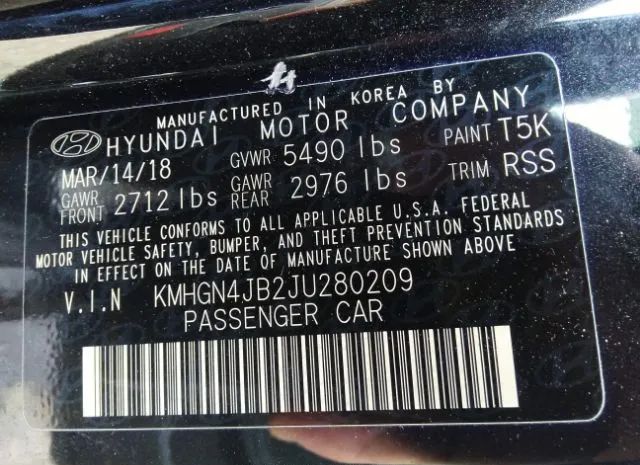 MANUFACTURED IN KOREA BY
HYUNDAI MOTOR COMPANY
MAR/14/18 GVWR 5490 lbs PAINT T5K
GAWR FRONT 2712 lbs GAWR REAR 2976 lbs TRIM RSS
THIS VEHICLE CONFORMS TO ALL APPLICABLE U.S.A. FEDERAL
MOTOR VEHICLE SAFETY, BUMPER, AND THEFT PREVENTION STANDARDS
IN EFFECT ON THE DATE OF MANUFACTURE SHOWN ABOVE
V.I.N KMHGN4JB2JU280209
PASSENGER CAR